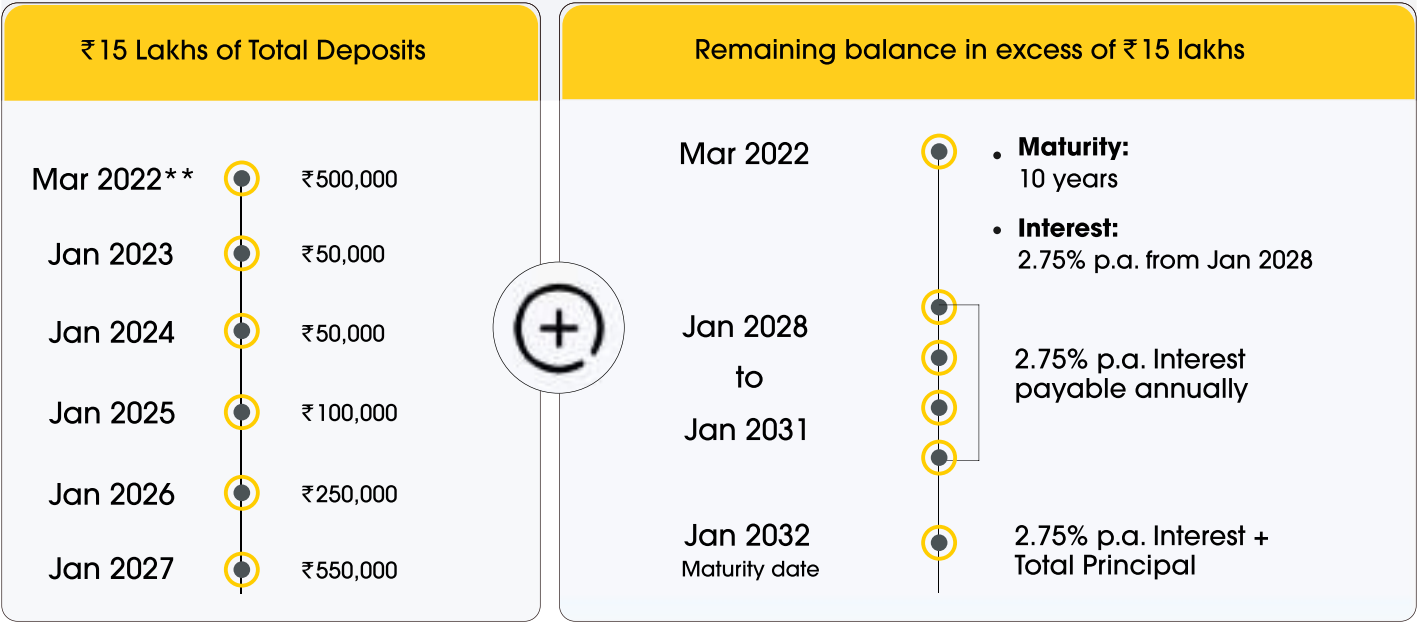 ₹15 Lakhs of Total Deposits
Mar 2022** ₹500,000
Jan 2023 ₹50,000
Jan 2024 ₹50,000
Jan 2025 ₹100,000
Jan 2026 ₹250,000
Jan 2027 ₹550,000
Remaining balance in excess of ₹15 lakhs
Mar 2022
• Maturity:
10 years
• Interest:
2.75% p.a. from Jan 2028
Jan 2028
to
Jan 2031
2.75% p.a. Interest
payable annually
Jan 2032
Maturity date
2.75% p.a. Interest +
Total Principal